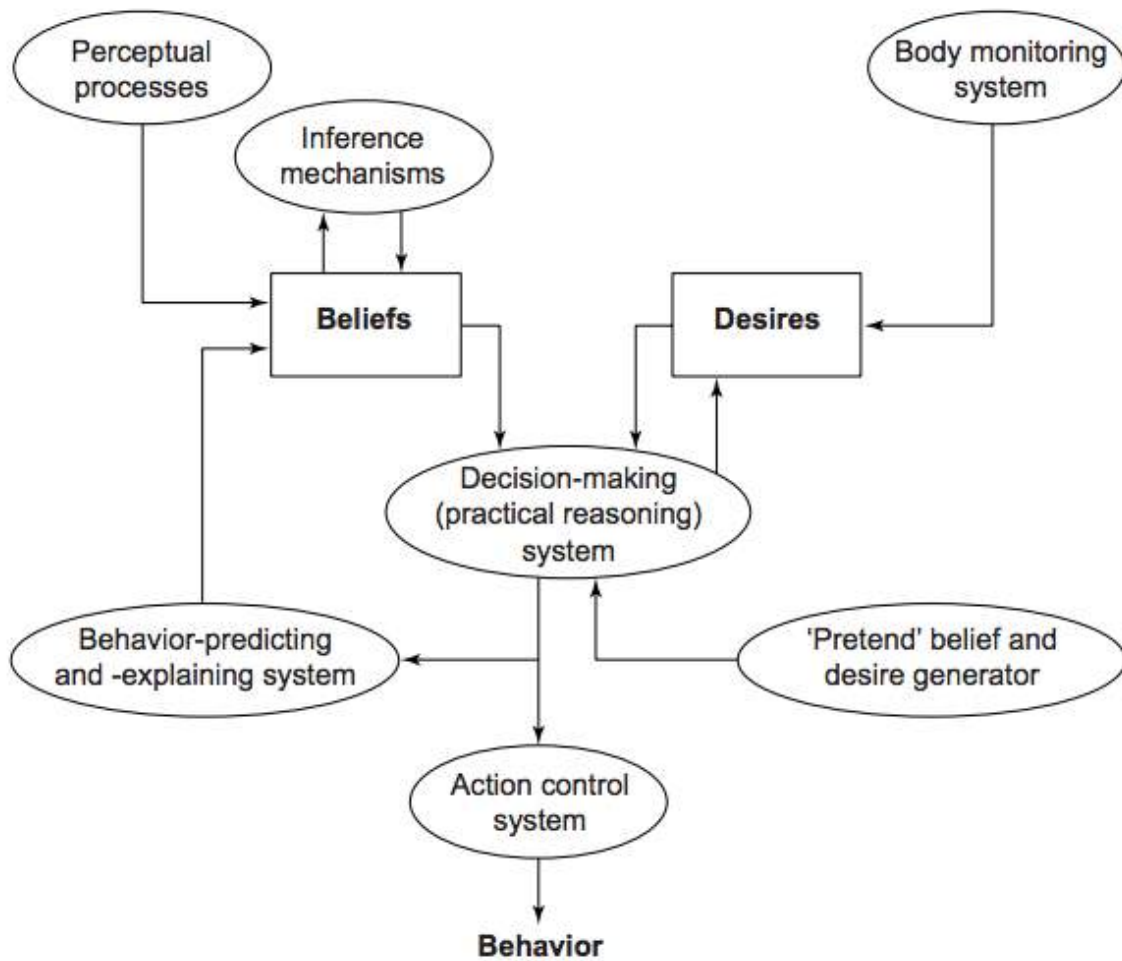 Perceptual
processes
Body monitoring
system
Inference
mechanisms
Beliefs
Desires
Decision-making
(practical reasoning)
system
Behavior-predicting
and -explaining system
‘Pretend’ belief and
desire generator
Action control
system
Behavior